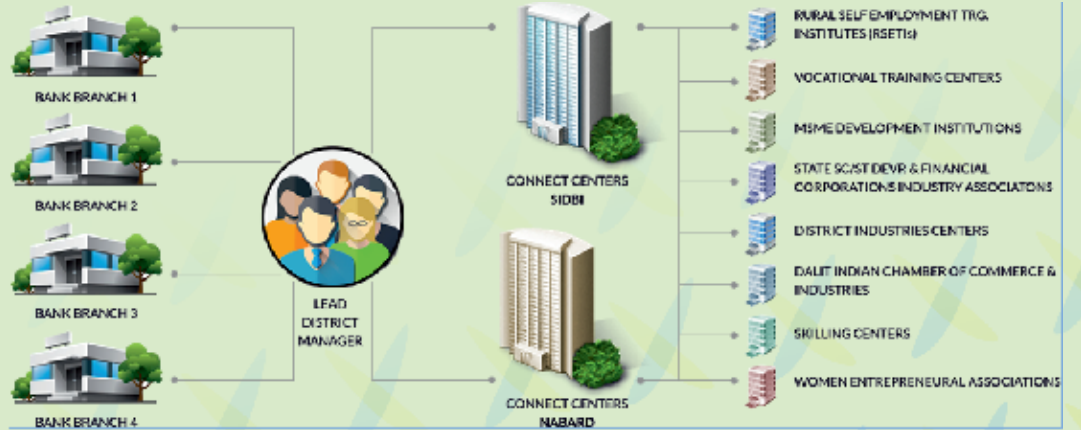 BANK BRANCH 1
BANK BRANCH 2
BANK BRANCH 3
BANK BRANCH 4
LEAD
DISTRICT
MANAGER
CONNECT CENTERS
SIDBI
CONNECT CENTERS
NABARD
RURAL SELF EMPLOYMENT TRG.
INSTITUTES (RSETIs)
VOCATIONAL TRAINING CENTERS
MSME DEVELOPMENT INSTITUTIONS
STATE SC/ST DEVR & FINANCIAL
CORPORATIONS INDUSTRY ASSOCIATONS
DISTRICT INDUSTRIES CENTERS
DALIT INDIAN CHAMBER OF COMMERCE &
INDUSTRIES
SKILLING CENTERS
WOMEN ENTREPRENEURAL ASSOCIATIONS